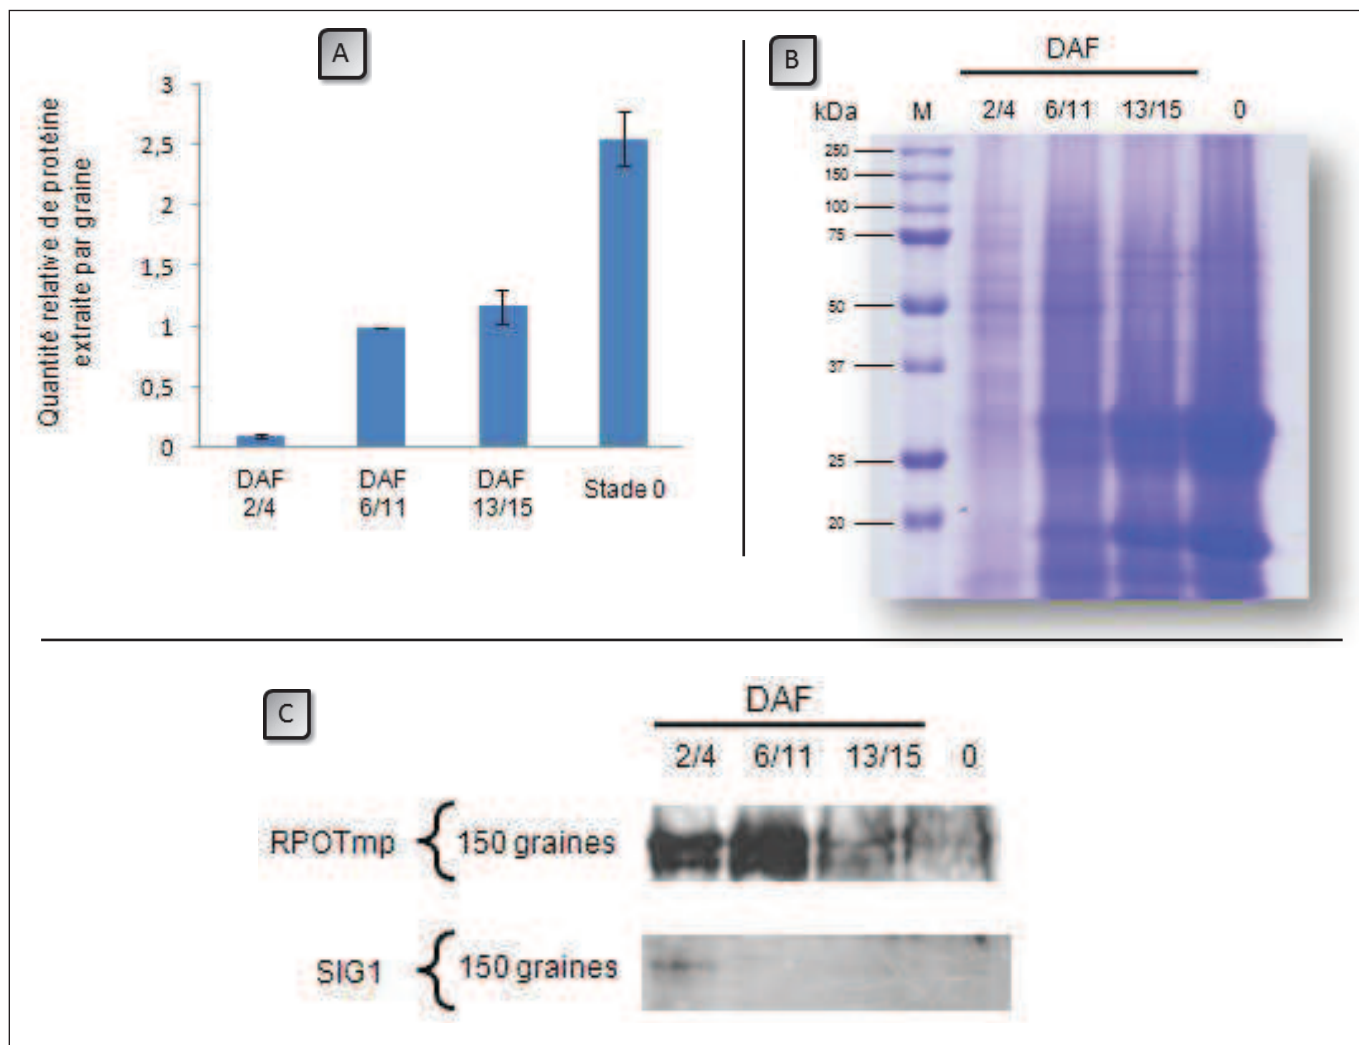 A
3
2,5
2
1,5
1
0,5
0
Quantité relative de protéine
extraite par graine
DAF
2/4
DAF
6/11
DAF
13/15
Stade 0
B
DAF
kDa M 2/4 6/11 13/15 0
250
150
100
75
50
37
25
20
C
DAF
2/4 6/11 13/15 0
RPOTmp 150 graines
SIG1 150 graines